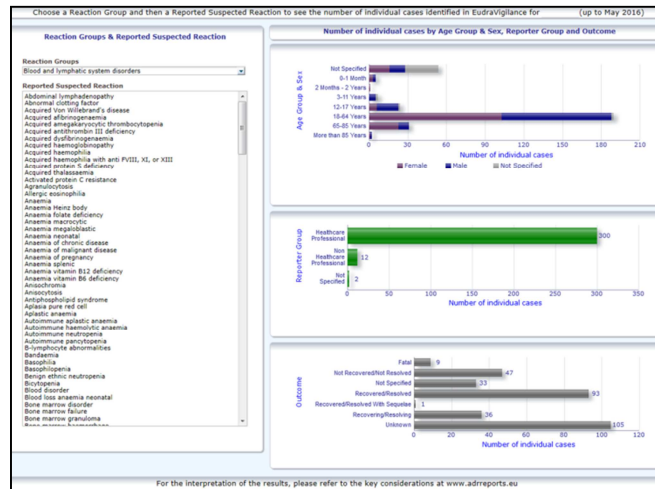 Choose a Reaction Group and then a Reported Suspected Reaction to see the number of individual cases identified in EudraVigilance for (up to May 2016)
Reaction Groups & Reported Suspected Reaction
Reaction Groups
Blood and lymphatic system disorders
Reported Suspected Reaction
Abdominal lymphadenopathy
Abnormal clotting factor
Acquired Von Willebrand's disease
Acquired afibrinogenaemia
Acquired amegakaryocytic thrombocytopenia
Acquired antithrombin III deficiency
Acquired dysfibrinogenaemia
Acquired haemoglobinopathy
Acquired haemophilia
Acquired haemophilia with anti FVIII, XI, or XIII
Acquired protein S deficiency
Acquired thalassaemia
Activated protein C resistance
Agranulocytosis
Allergic eosinophilia
Anaemia
Anaemia Heinz body
Anaemia folate deficiency
Anaemia macrocytic
Anaemia megaloblastic
Anaemia neonatal
Anaemia of chronic disease
Anaemia of malignant disease
Anaemia of pregnancy
Anaemia splenic
Anaemia vitamin B12 deficiency
Anaemia vitamin B6 deficiency
Anisochromia
Anisocytosis
Antiphospholipid syndrome
Aplasia pure red cell
Aplastic anaemia
Autoimmune aplastic anaemia
Autoimmune haemolytic anaemia
Autoimmune neutropenia
Autoimmune pancytopenia
B-lymphocyte abnormalities
Bandaemia
Basophilia
Basophilopenia
Benign ethnic neutropenia
Bicytopenia
Blood disorder
Blood loss anaemia neonatal
Bone marrow disorder
Bone marrow failure
Bone marrow granuloma
Bone marrow haemorrhage
Number of individual cases by Age Group & Sex, Reporter Group and Outcome
Age Group & Sex
Not Specified
0-1 Month
2 Months - 2 Years
3-11 Years
12-17 Years
18-64 Years
65-85 Years
More than 85 Years
0 30 60 90 120 150 180 210
Number of individual cases
Female Male Not Specified
Reporter Group
Healthcare
Professional
300
Non
Healthcare
Professional
12
Not
Specified
2
0 50 100 150 200 250 300 350
Number of individual cases
Outcome
Fatal 9
Not Recovered/Not Resolved 47
Not Specified 33
Recovered/Resolved 93
Recovered/Resolved With Sequelae 1
Recovering/Resolving 36
Unknown 105
0 20 40 60 80 100 120
Number of individual cases
For the interpretation of the results, please refer to the key considerations at www.adrreports.eu